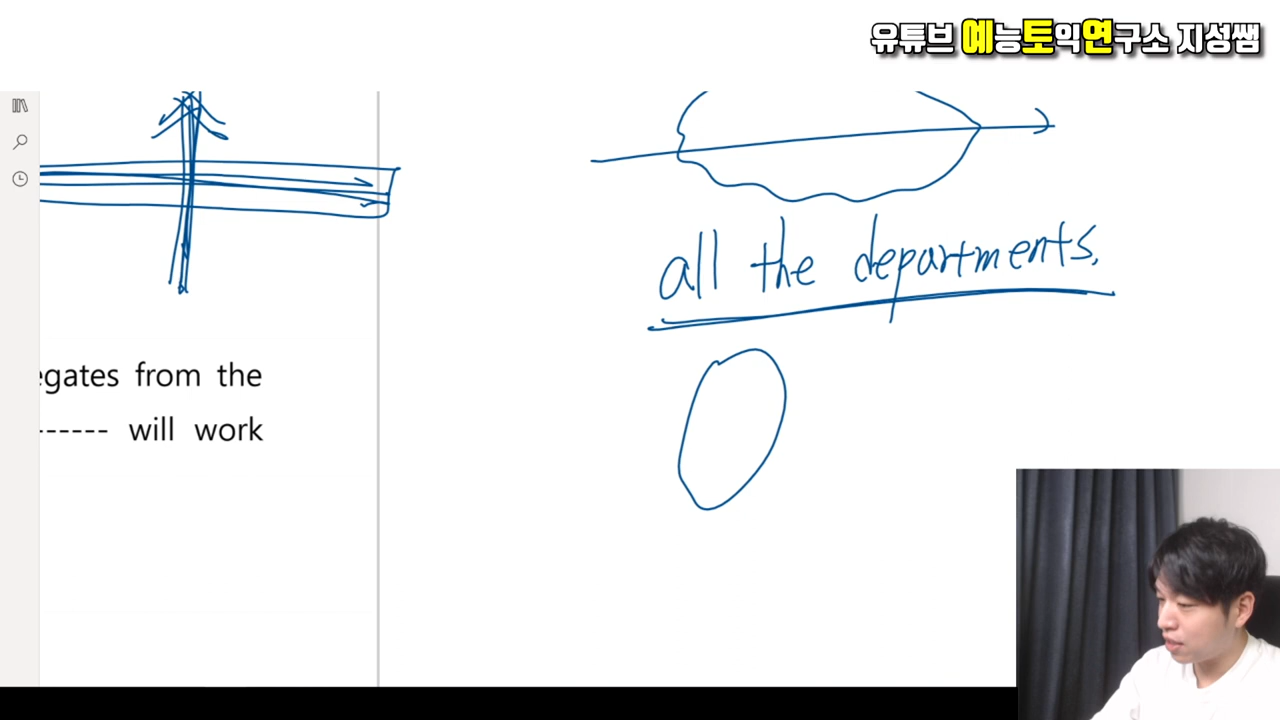 유튜브 예능토익연구소 지성쌤
all the departments.
egates from the
------ will work